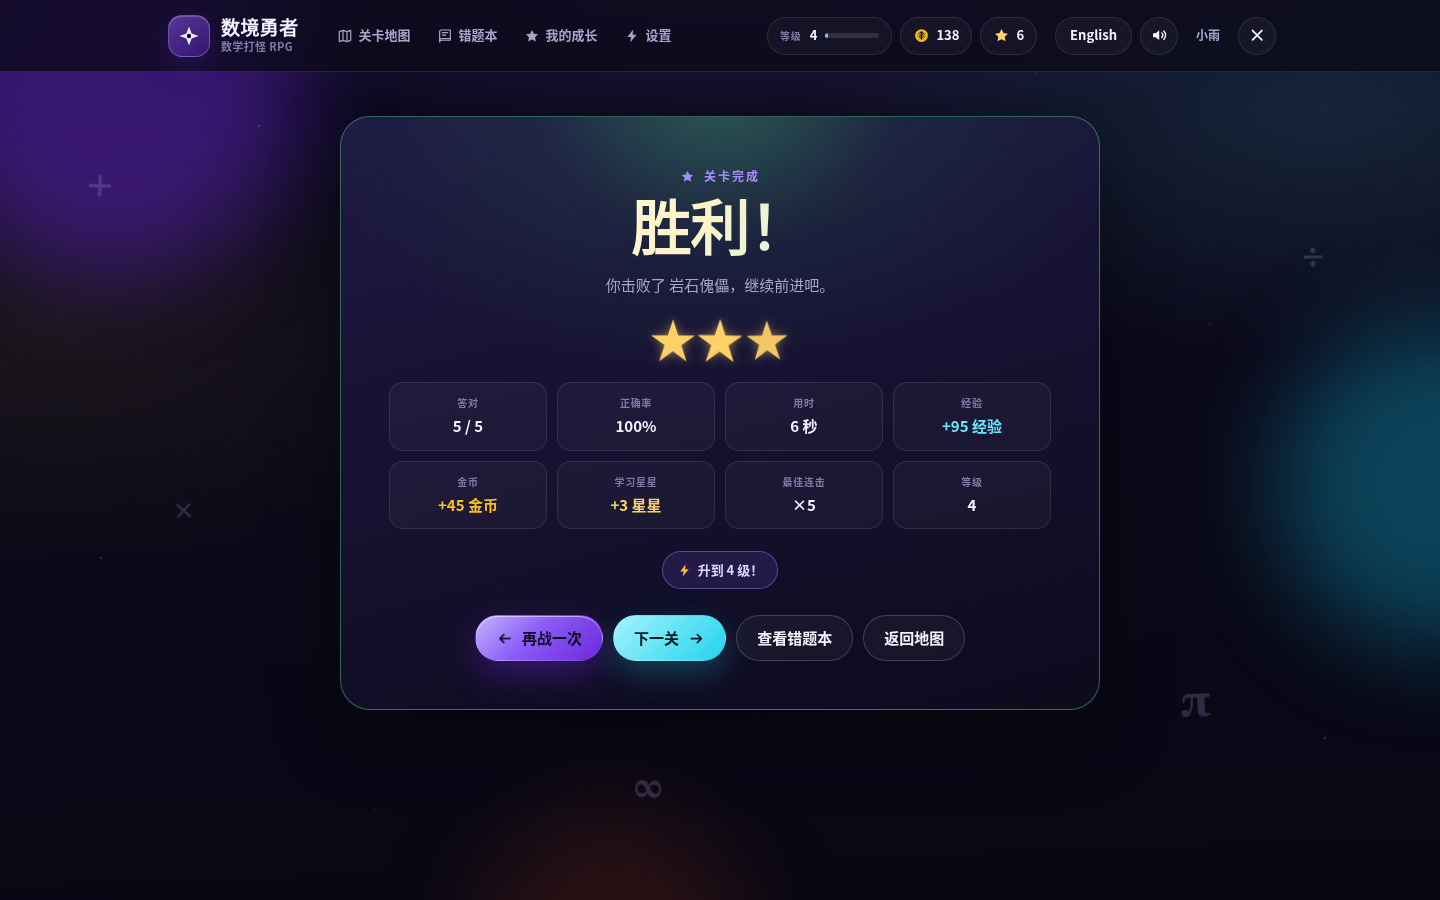 数境勇者
数学打怪 RPG
关卡地图
错题本
我的成长
设置
等级 4
138
6
English
小雨
关卡完成
胜利！
你击败了 岩石傀儡，继续前进吧。
答对
5 / 5
正确率
100%
用时
6 秒
经验
+95 经验
金币
+45 金币
学习星星
+3 星星
最佳连击
×5
等级
4
升到 4 级！
再战一次
下一关
查看错题本
返回地图
+
÷
×
π
∞